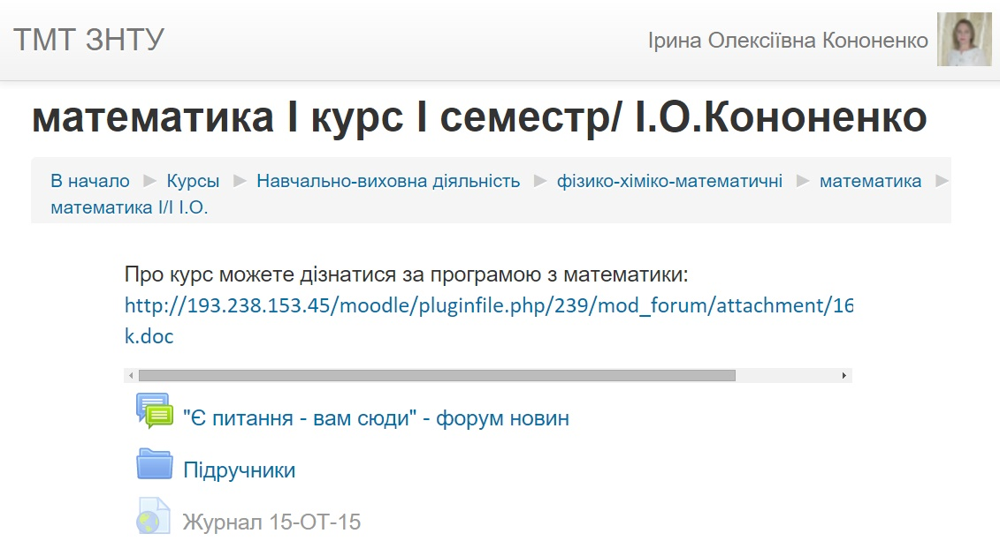 ТМТ ЗНТУ
Ірина Олексіївна Кононенко
математика І курс І семестр/ І.О.Кононенко
В начало ► Курсы ► Навчально-виховна діяльність ► фізико-хіміко-математичні ► математика ►
математика І/І І.О.
Про курс можете дізнатися за програмою з математики:
http://193.238.153.45/moodle/pluginfile.php/239/mod_forum/attachment/16
k.doc
"Є питання - вам сюди" - форум новин
Підручники
Журнал 15-ОТ-15